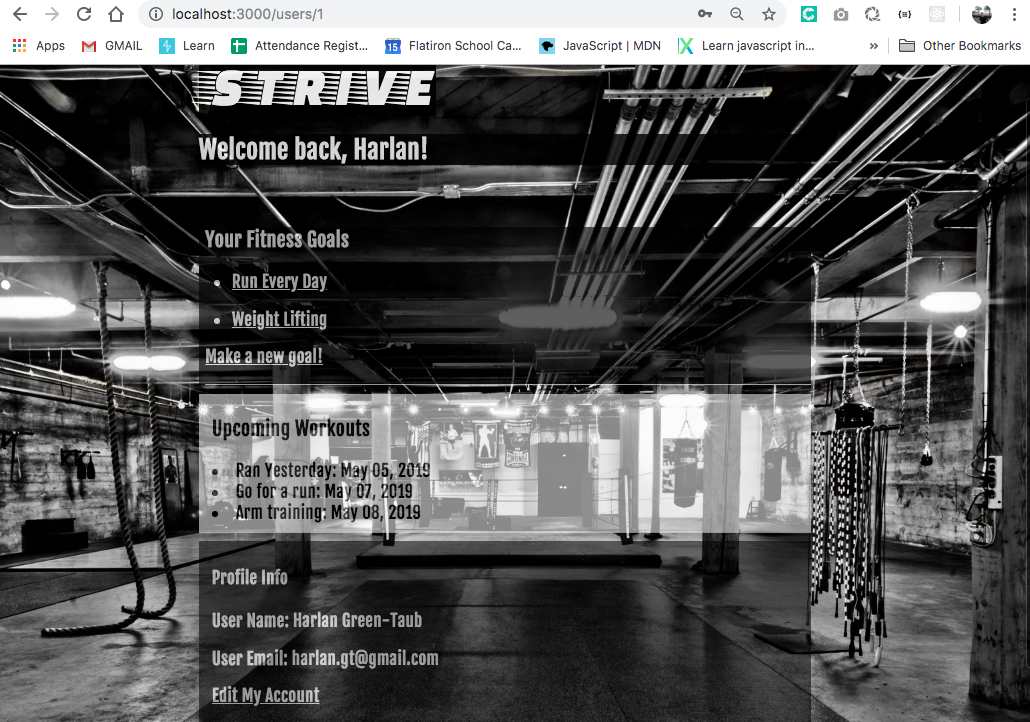 localhost:3000/users/1
Apps GMAIL Learn Attendance Regist... 15 Flatiron School Ca... JavaScript | MDN Learn javascript in... » Other Bookmarks
STRIVE
Welcome back, Harlan!
Your Fitness Goals
• Run Every Day
• Weight Lifting
Make a new goal!
Upcoming Workouts
• Ran Yesterday: May 05, 2019
• Go for a run: May 07, 2019
• Arm training: May 08, 2019
Profile Info
User Name: Harlan Green-Taub
User Email: harlan.gt@gmail.com
Edit My Account